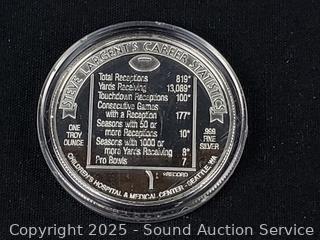 STEVE LARGENT'S CAREER STATISTICS
Total Receptions 819*
Yards Receiving 13,089*
Touchdown Receptions 100*
Consecutive Games
with a Reception 177*
Seasons with 50 or
more Receptions 10*
Seasons with 1000 or
more Yards Receiving 8*
Pro Bowls 7
ONE
TROY
OUNCE
.999
FINE
SILVER
*RECORD
CHILDREN'S HOSPITAL & MEDICAL CENTER - SEATTLE, WA
Copyright © 2025 - Sound Auction Service